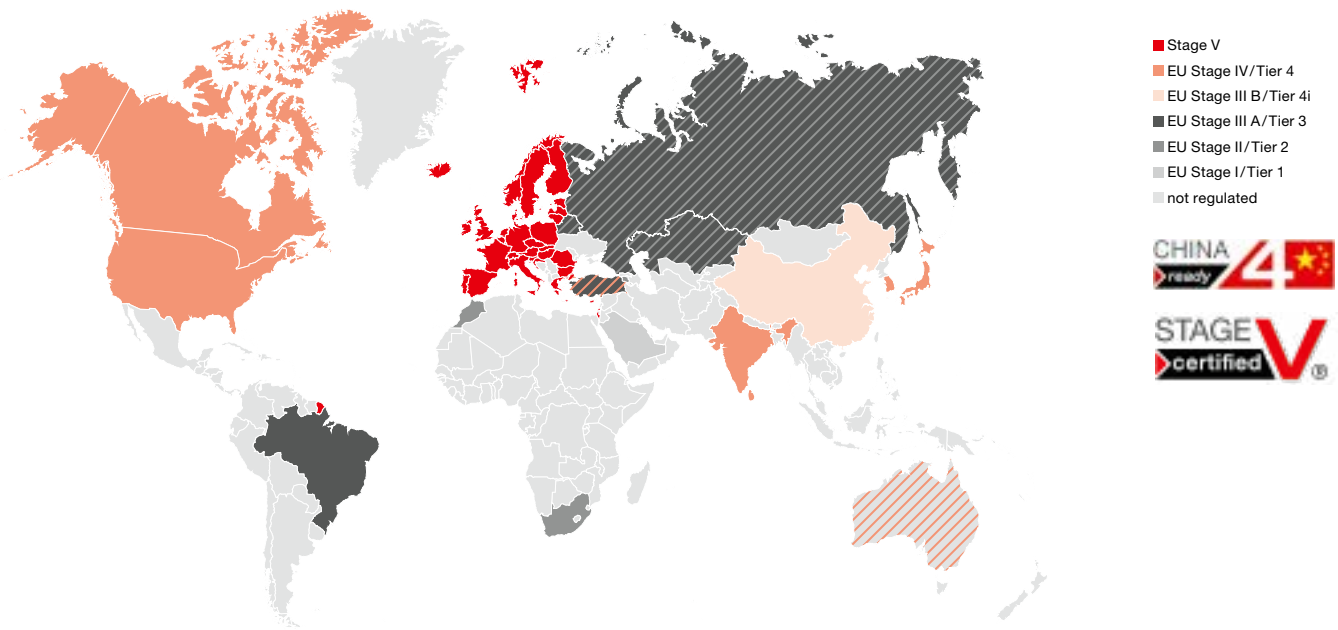 Stage V
EU Stage IV/Tier 4
EU Stage III B/Tier 4i
EU Stage III A/Tier 3
EU Stage II/Tier 2
EU Stage I/Tier 1
not regulated
CHINA
ready
4
STAGE
certified
V®